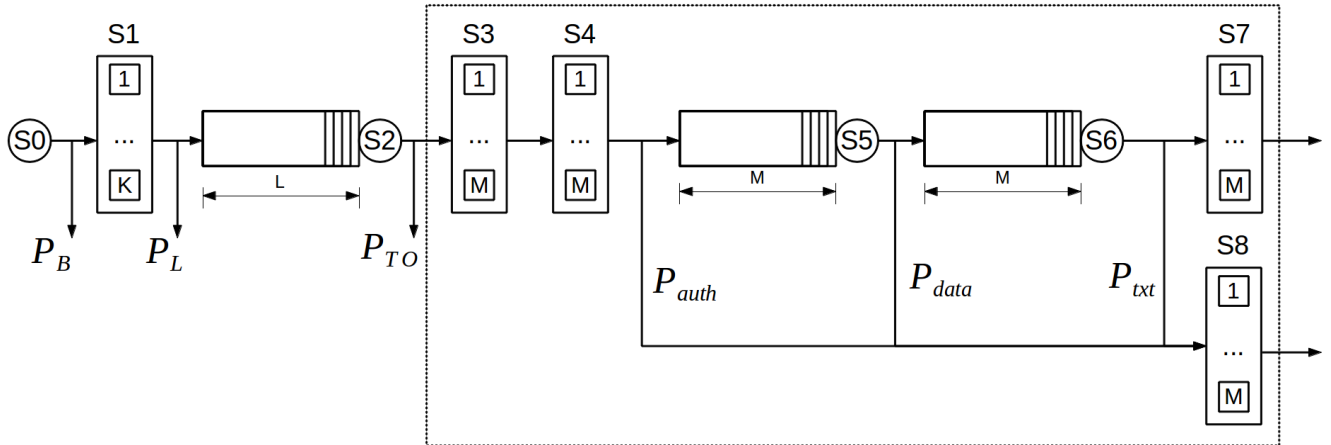 S0
S1
1
...
K
P_B
P_L
L
S2
P_TO
S3
1
...
M
S4
1
...
M
P_auth
M
S5
P_data
M
S6
P_txt
S7
1
...
M
S8
1
...
M